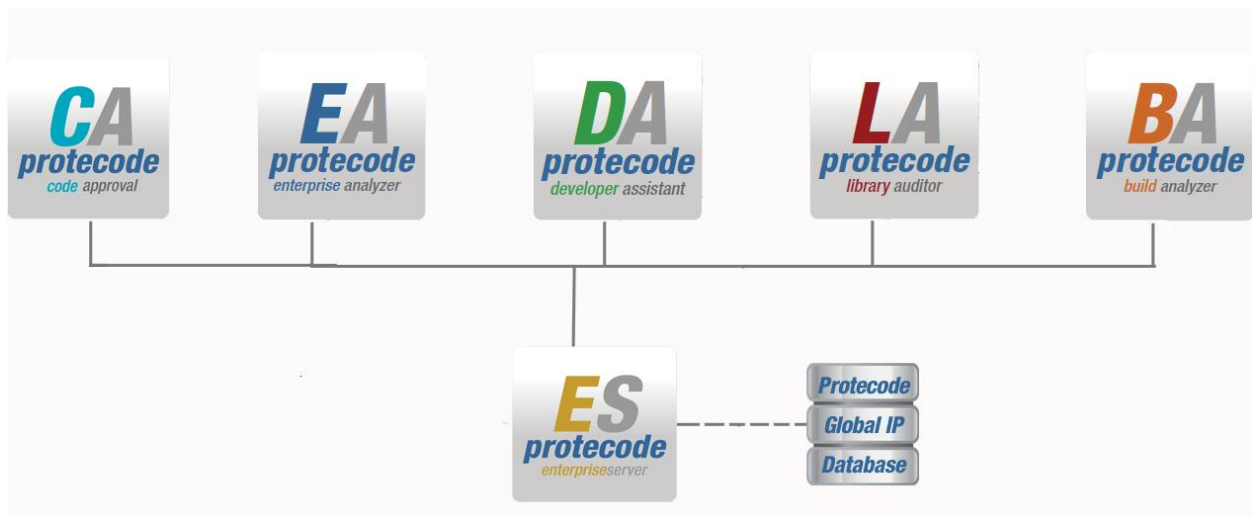 CA
protecode
code approval
EA
protecode
enterprise analyzer
DA
protecode
developer assistant
LA
protecode
library auditor
BA
protecode
build analyzer
ES
protecode
enterpriseserver
Protecode
Global IP
Database